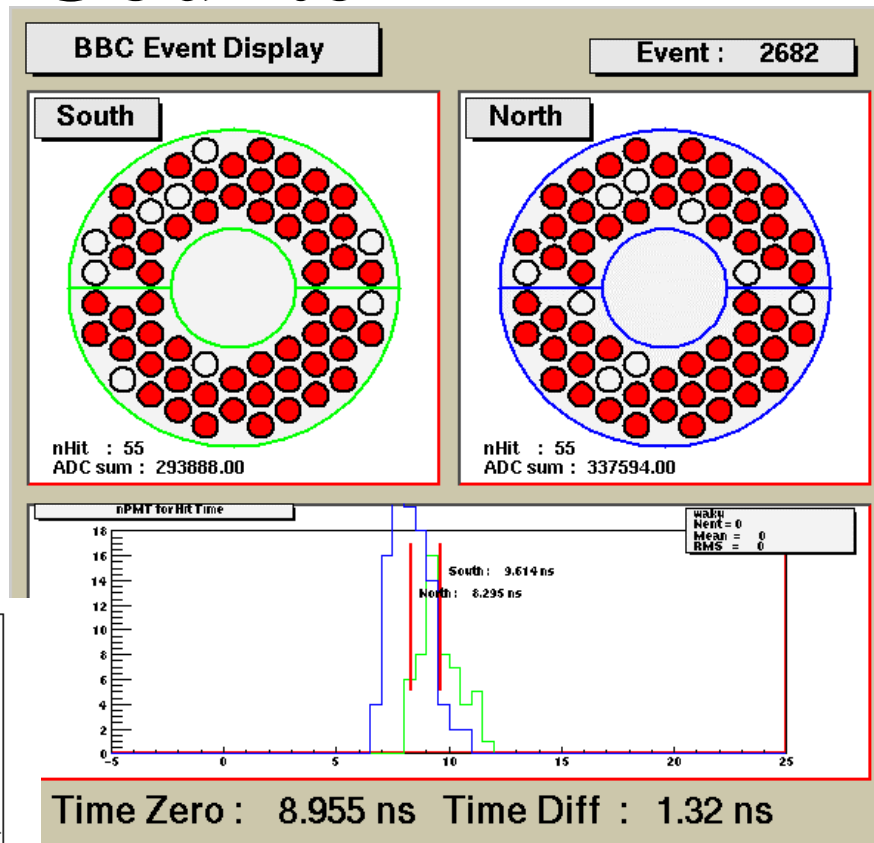 BBC Event Display
Event : 2682
South
North
nHit : 55
ADC sum : 293888.00
nHit : 55
ADC sum : 337594.00
nPMT for Hit Time
waku
Nent = 0
Mean = 0
RMS = 0
18
16
14
12
10
8
6
4
2
0
South : 9.614 ns
North : 8.295 ns
-5 0 5 10 15 20 25
Time Zero : 8.955 ns Time Diff : 1.32 ns